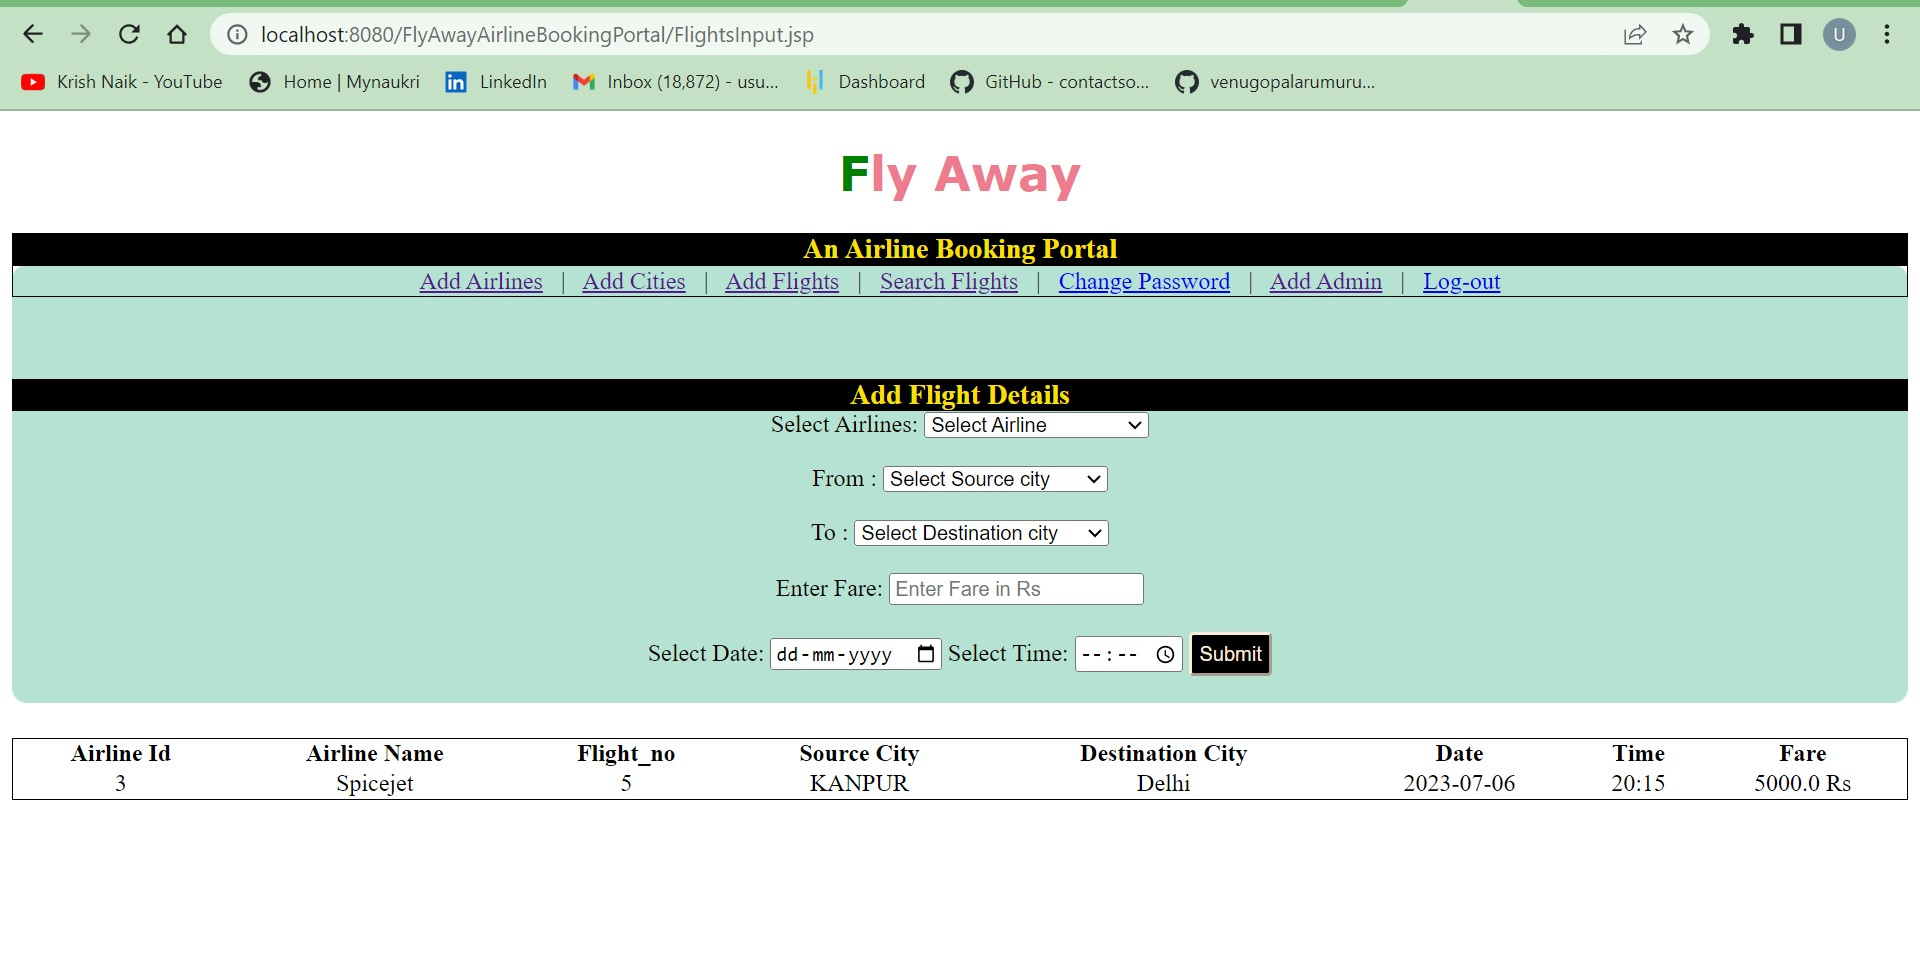 localhost:8080/FlyAwayAirlineBookingPortal/FlightsInput.jsp
U
Krish Naik - YouTube Home | Mynaukri in LinkedIn Inbox (18,872) - usu... Dashboard GitHub - contactso... venugopalarumuru...
Fly Away
An Airline Booking Portal
Add Airlines | Add Cities | Add Flights | Search Flights | Change Password | Add Admin | Log-out
Add Flight Details
Select Airlines: Select Airline
From : Select Source city
To : Select Destination city
Enter Fare: Enter Fare in Rs
Select Date: dd-mm-yyyy Select Time: --:-- Submit
Airline Id Airline Name Flight_no Source City Destination City Date Time Fare
3 Spicejet 5 KANPUR Delhi 2023-07-06 20:15 5000.0 Rs